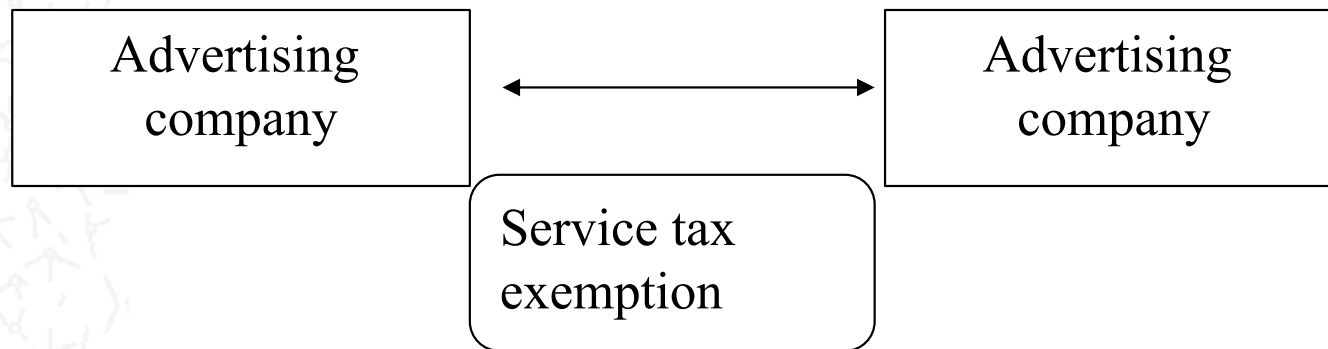 Advertising
company
Advertising
company
Service tax
exemption